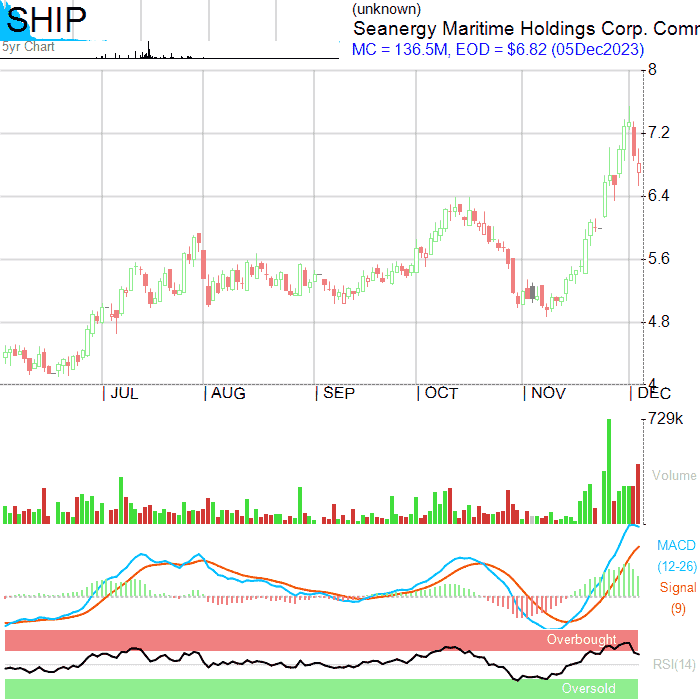 SHIP
(unknown)
Seanergy Maritime Holdings Corp. Comm
5yr Chart
MC = 136.5M, EOD = $6.82 (05Dec2023)
8
7.2
6.4
5.6
4.8
4
| JUL | AUG | SEP | OCT | NOV | DEC
729k
Volume
MACD
(12-26)
Signal
(9)
Overbought
RSI(14)
Oversold